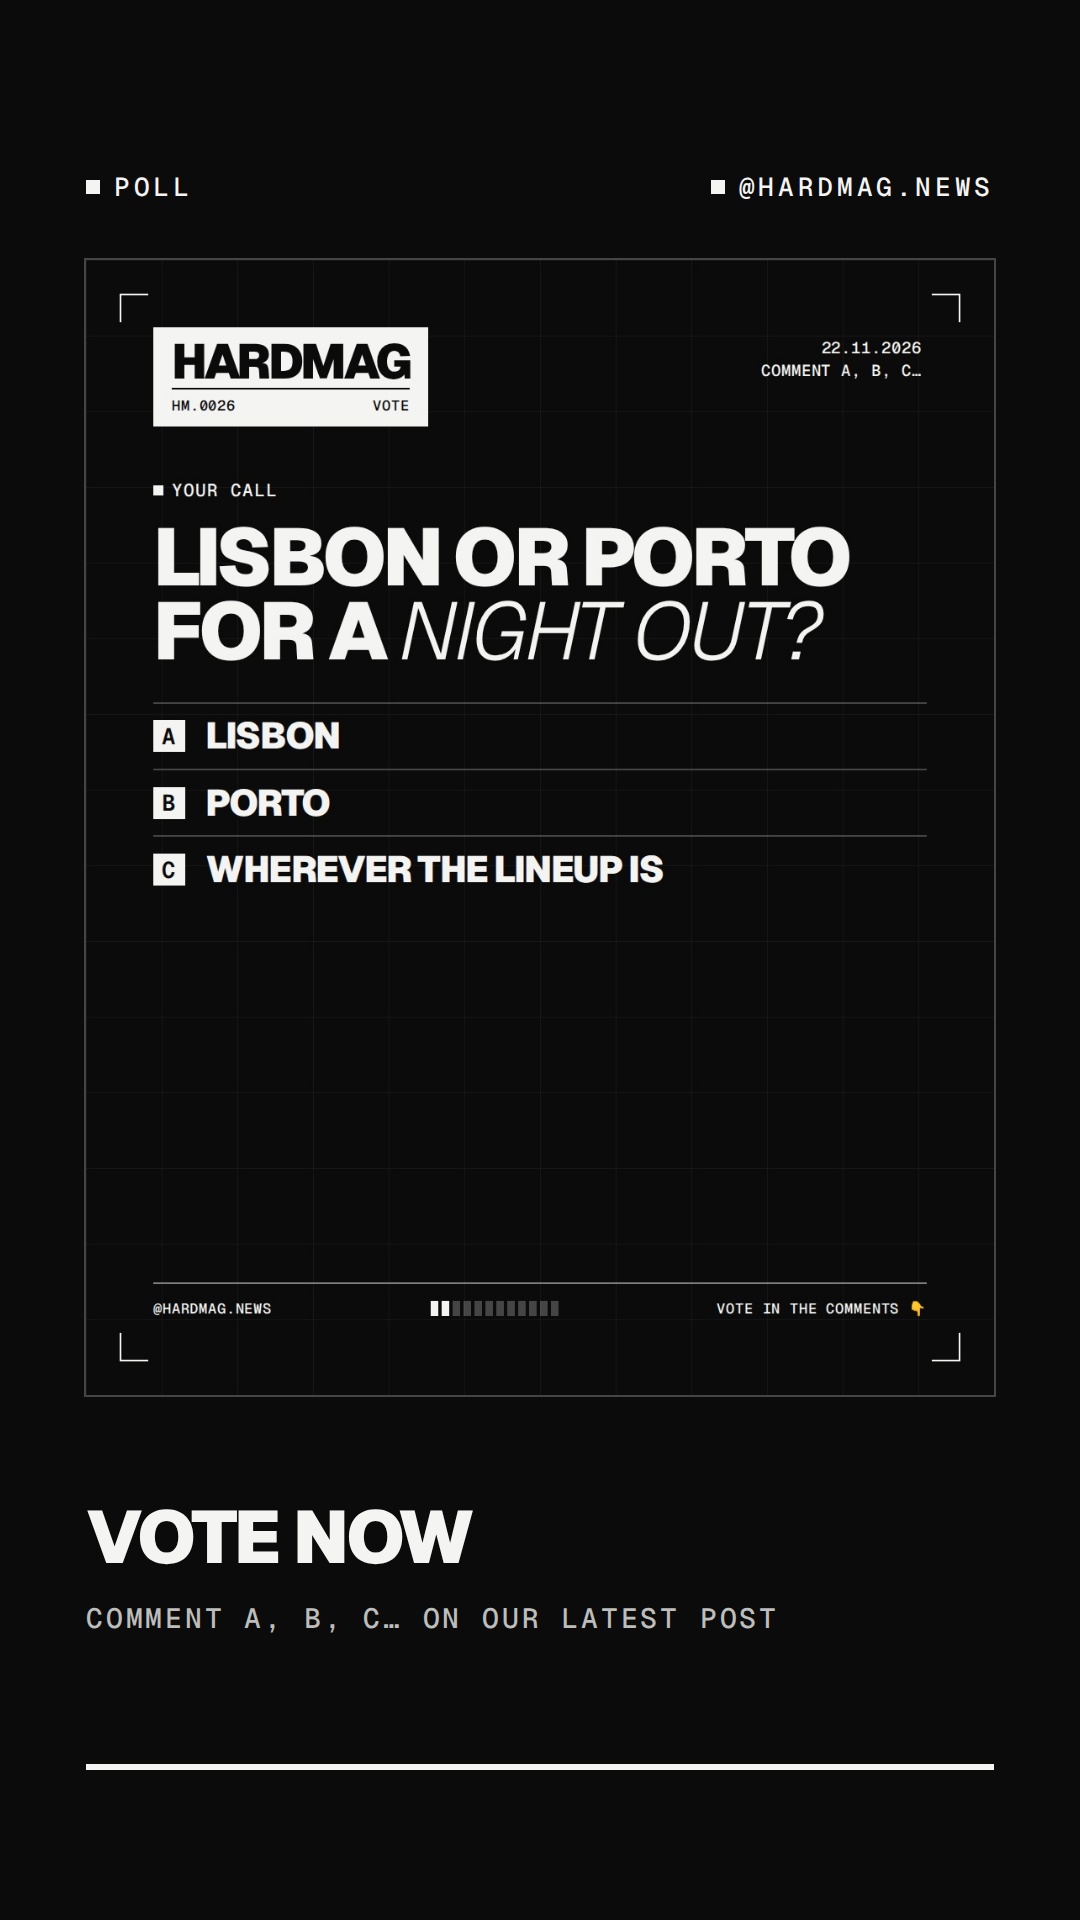 POLL
@HARDMAG.NEWS
HARDMAG
HM.0026 VOTE
22.11.2026
COMMENT A, B, C…
YOUR CALL
LISBON OR PORTO
FOR A NIGHT OUT?
A LISBON
B PORTO
C WHEREVER THE LINEUP IS
@HARDMAG.NEWS
VOTE IN THE COMMENTS 👇
VOTE NOW
COMMENT A, B, C… ON OUR LATEST POST